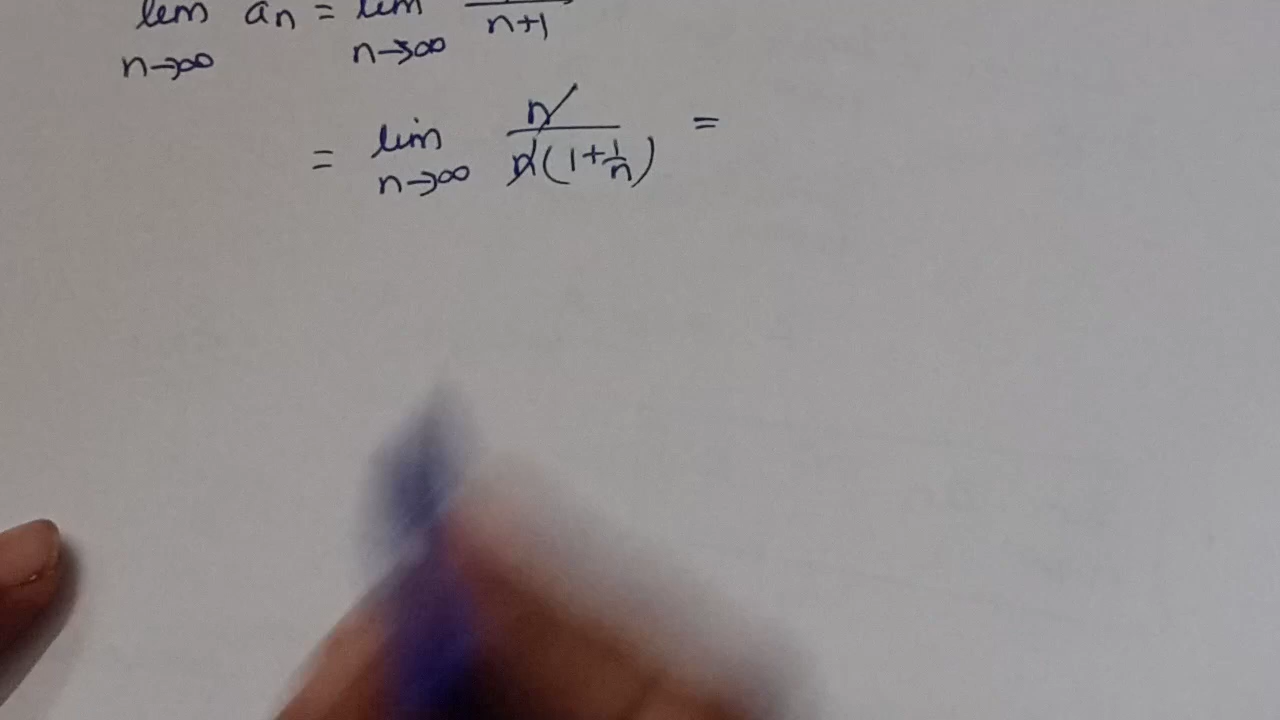 lim aₙ = lim /(n+1)
n→∞ n→∞
= lim n/(n(1+1/n)) =
n→∞